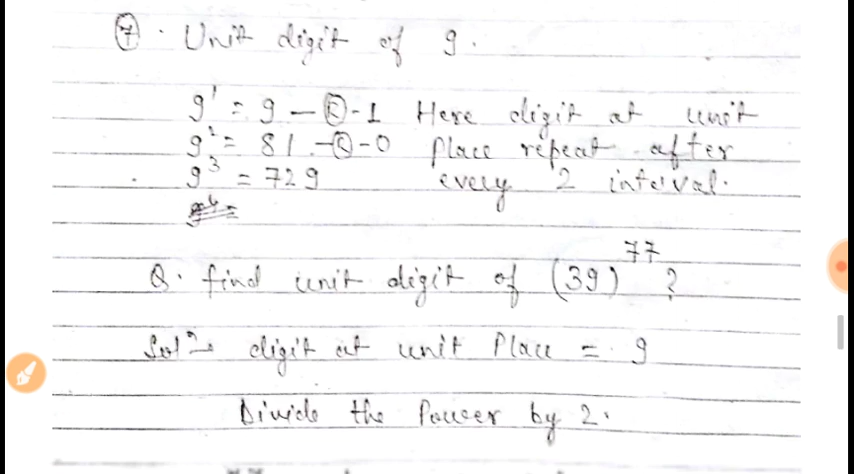 ⑦. Unit digit of 9.
9¹ = 9 — Ⓡ-1 Here digit at unit
9² = 81 -Ⓡ-0 place repeat after
9³ = 729 every 2 interval.
Q. find unit digit of (39)⁷⁷ ?
Solⁿ digit at unit Place = 9
Divide the Power by 2.